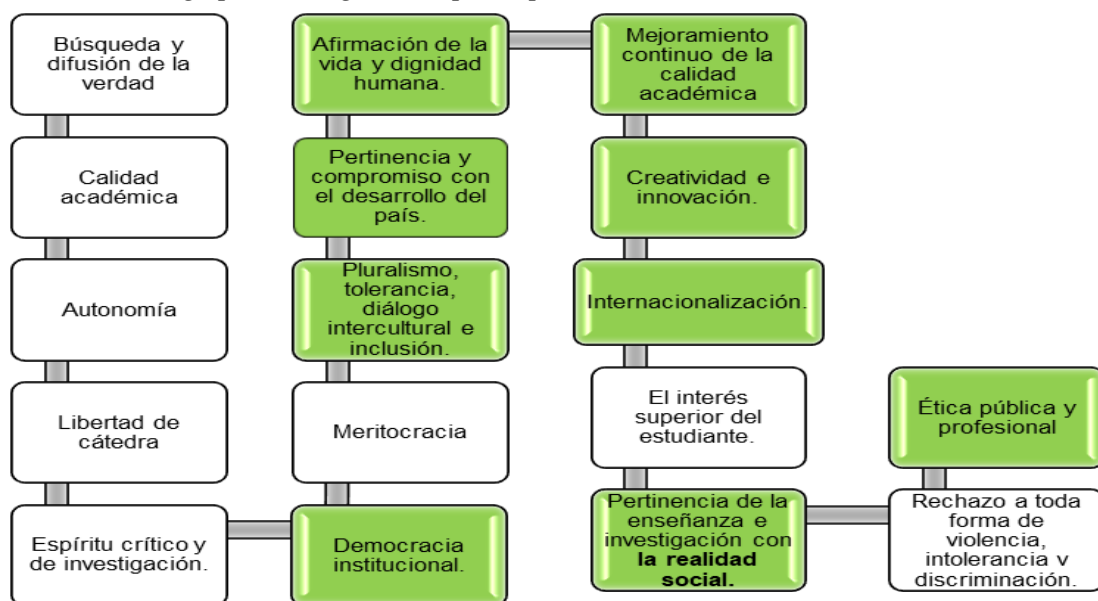 Búsqueda y
difusión de la
verdad
Calidad
académica
Autonomía
Libertad de
cátedra
Espíritu crítico y
de investigación.
Democracia
institucional.
Meritocracia
Pluralismo,
tolerancia,
diálogo
intercultural e
inclusión.
Pertinencia y
compromiso con
el desarrollo del
país.
Afirmación de la
vida y dignidad
humana.
Mejoramiento
continuo de la
calidad
académica
Creatividad e
innovación.
Internacionalización.
El interés
superior del
estudiante.
Pertinencia de la
enseñanza e
investigación con
la realidad
social.
Rechazo a toda
forma de
violencia,
intolerancia y
discriminación.
Ética pública y
profesional